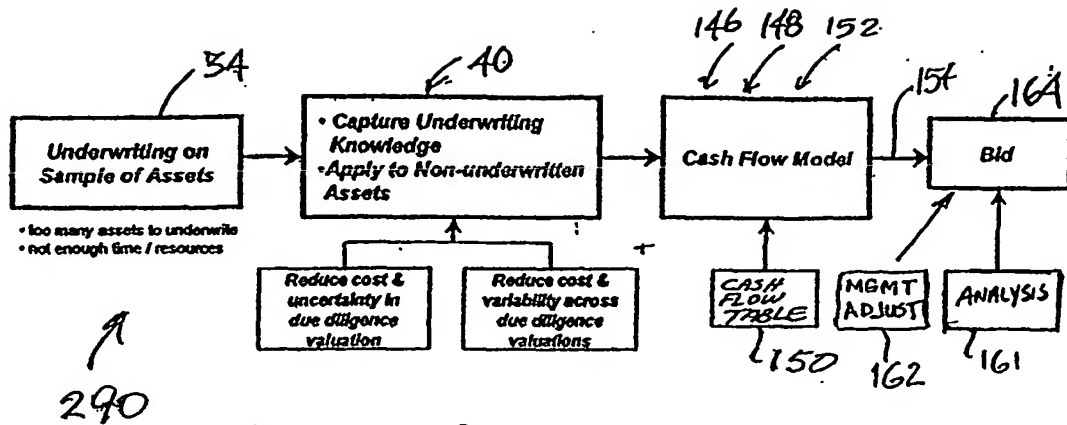 146 148 152
34
40
154
164
Underwriting on
Sample of Assets
• Capture Underwriting
Knowledge
• Apply to Non-underwritten
Assets
Cash Flow Model
Bid
• too many assets to underwrite
• not enough time / resources
Reduce cost &
uncertainty in
due diligence
valuation
Reduce cost &
variability across
due diligence
valuations
CASH
FLOW
TABLE
MGMT
ADJUST
ANALYSIS
150
162
161
290